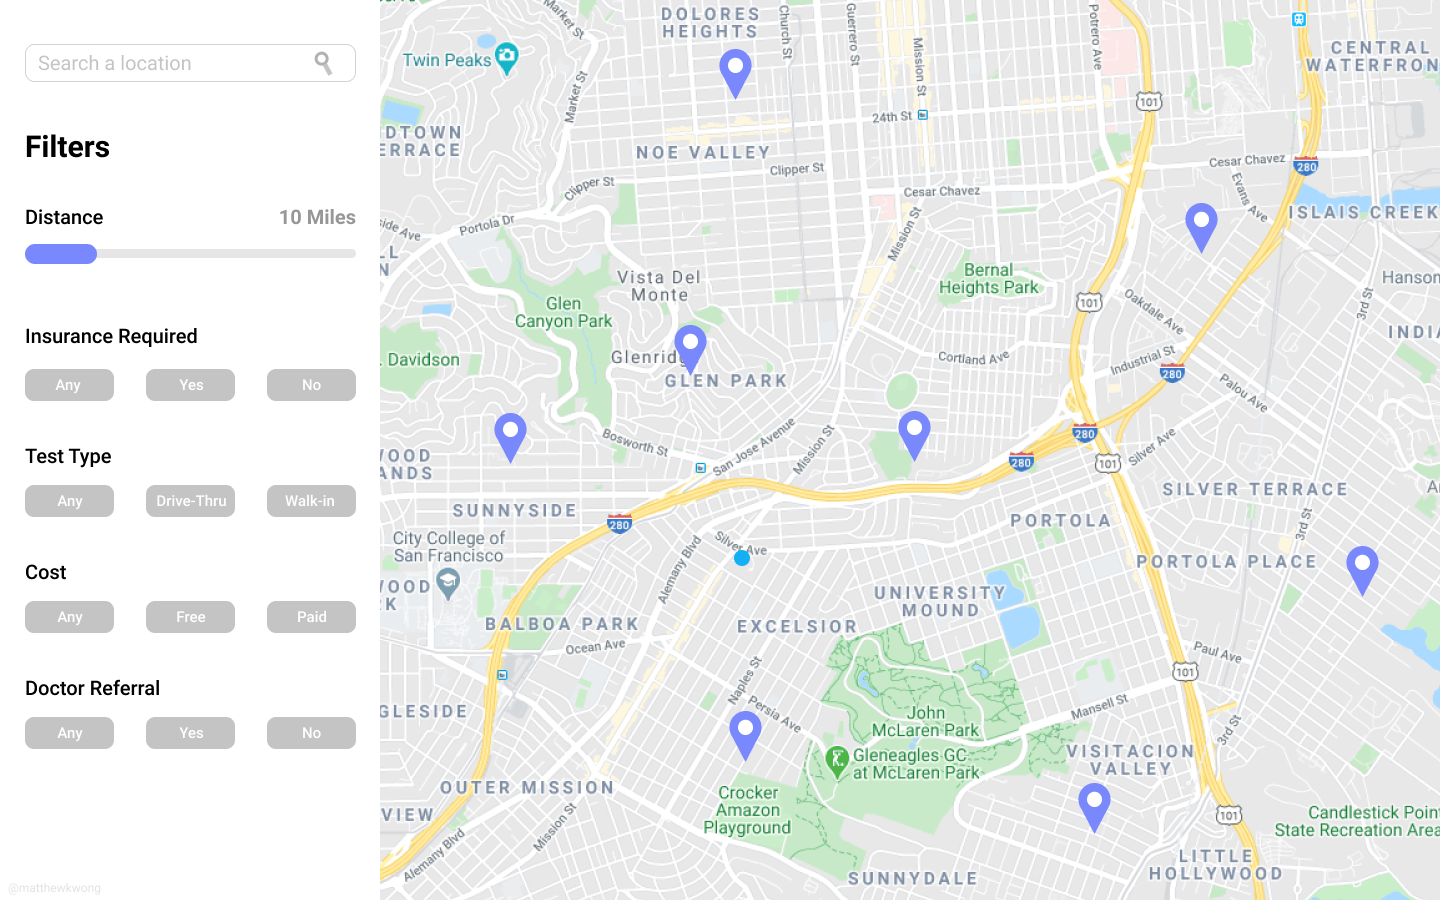 Search a location
Filters
Distance
10 Miles
Insurance Required
Any
Yes
No
Test Type
Any
Drive-Thru
Walk-in
Cost
Any
Free
Paid
Doctor Referral
Any
Yes
No
@matthewkwong
DOLORES
HEIGHTS
Market St
Church St
Guerrero St
Mission St
Potrero Ave
CENTRAL
WATERFRON
Twin Peaks
Market St
101
24th St
DTOWN
ERRACE
NOE VALLEY
Clipper St
Cesar Chavez
280
Clipper St
Cesar Chavez
Evans Ave
Portola Dr
side Ave
Mission St
ISLAIS CREEK
LL
N
Vista Del
Monte
Bernal
Heights Park
Hanson
Glen
Canyon Park
101
Oakdale Ave
3rd St
INDI
. Davidson
Glenridg
GLEN PARK
Cortland Ave
Industrial St
280
Palou Ave
Bosworth St
San Jose Avenue
Mission St
280
280
101
Silver Ave
OOD
ANDS
SILVER TERRACE
SUNNYSIDE
280
PORTOLA
3rd St
City College of
San Francisco
Silver Ave
Alemany Blvd
PORTOLA PLACE
OOD
K
UNIVERSITY
MOUND
BALBOA PARK
EXCELSIOR
Ocean Ave
Paul Ave
101
Naples St
Persia Ave
GLESIDE
John
McLaren Park
Mansell St
3rd St
Gleneagles GC
at McLaren Park
VISITACION
VALLEY
OUTER MISSION
Crocker
Amazon
Playground
VIEW
Mission St
Alemany Blvd
101
Candlestick Point
State Recreation Area
LITTLE
HOLLYWOOD
SUNNYDALE